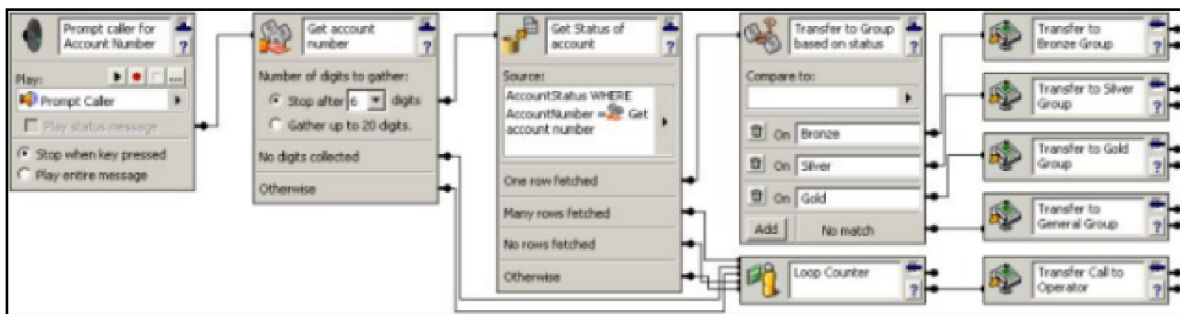 Prompt caller for
Account Number
?
Play:
...
Prompt Caller
Play status message
Stop when key pressed
Play entire message
Get account
number
?
Number of digits to gather:
Stop after 6 digits
Gather up to 20 digits.
No digits collected
Otherwise
Get Status of
account
?
Source:
AccountStatus WHERE
AccountNumber = Get
account number
One row fetched
Many rows fetched
No rows fetched
Otherwise
Transfer to Group
based on status
?
Compare to:
On Bronze
On Silver
On Gold
Add No match
Loop Counter
?
Transfer to
Bronze Group
?
Transfer to Silver
Group
?
Transfer to Gold
Group
?
Transfer to
General Group
?
Transfer Call to
Operator
?